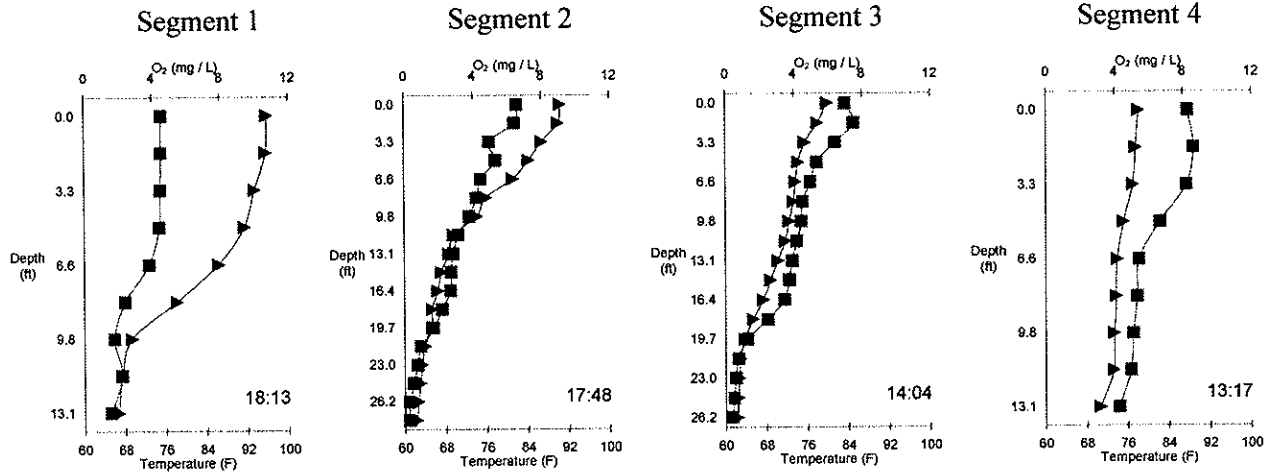 Segment 1
O₂ (mg / L)
0 4 8 12
0.0
3.3
6.6
9.8
13.1
Depth
(ft)
18:13
60 68 76 84 92 100
Temperature (F)
Segment 2
O₂ (mg / L)
0 4 8 12
0.0
3.3
6.6
9.8
13.1
16.4
19.7
23.0
26.2
Depth
(ft)
17:48
60 68 76 84 92 100
Temperature (F)
Segment 3
O₂ (mg / L)
0 4 8 12
0.0
3.3
6.6
9.8
13.1
16.4
19.7
23.0
26.2
Depth
(ft)
14:04
60 68 76 84 92 100
Temperature (F)
Segment 4
O₂ (mg / L)
0 4 8 12
0.0
3.3
6.6
9.8
13.1
Depth
(ft)
13:17
60 68 76 84 92 100
Temperature (F)